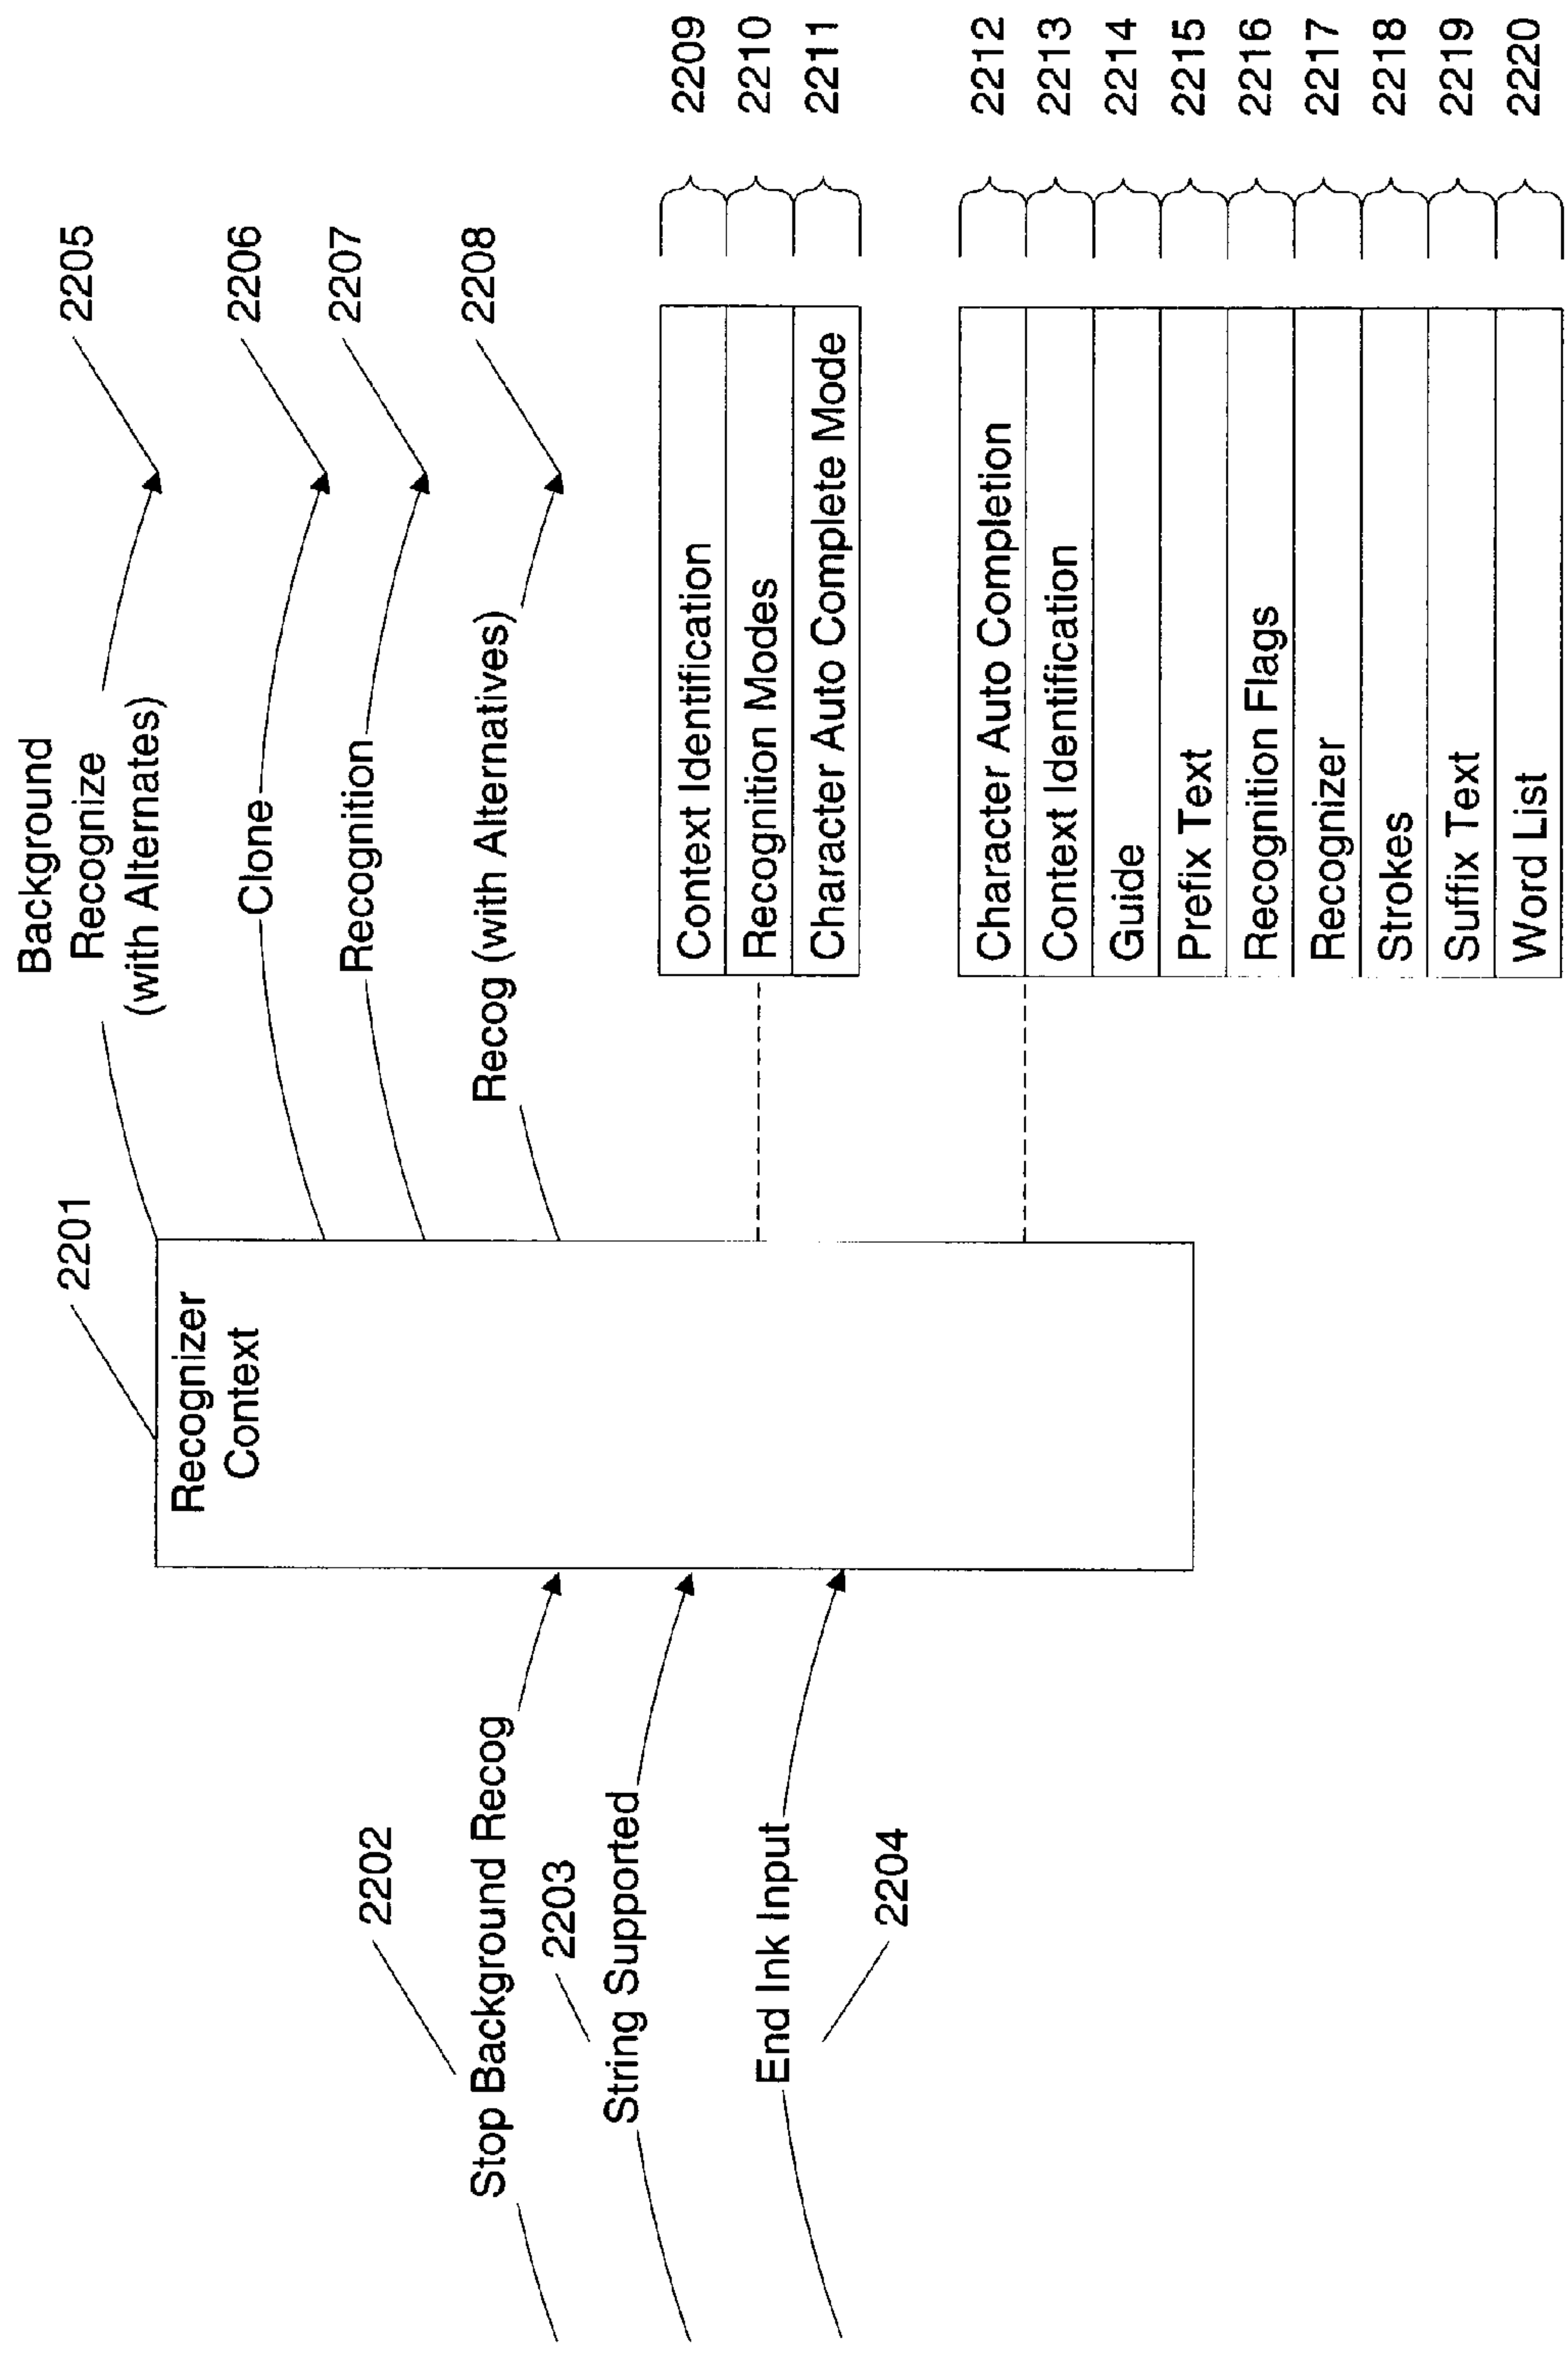 2201
Recognizer
Context
2202
Stop Background Recog
2203
String Supported
End Ink Input
2204
Background
Recognize
(with Alternates)
2205
Clone
2206
Recognition
2207
Recog (with Alternatives)
2208
Context Identification 2209
Recognition Modes 2210
Character Auto Complete Mode 2211
Character Auto Completion 2212
Context Identification 2213
Guide 2214
Prefix Text 2215
Recognition Flags 2216
Recognizer 2217
Strokes 2218
Suffix Text 2219
Word List 2220